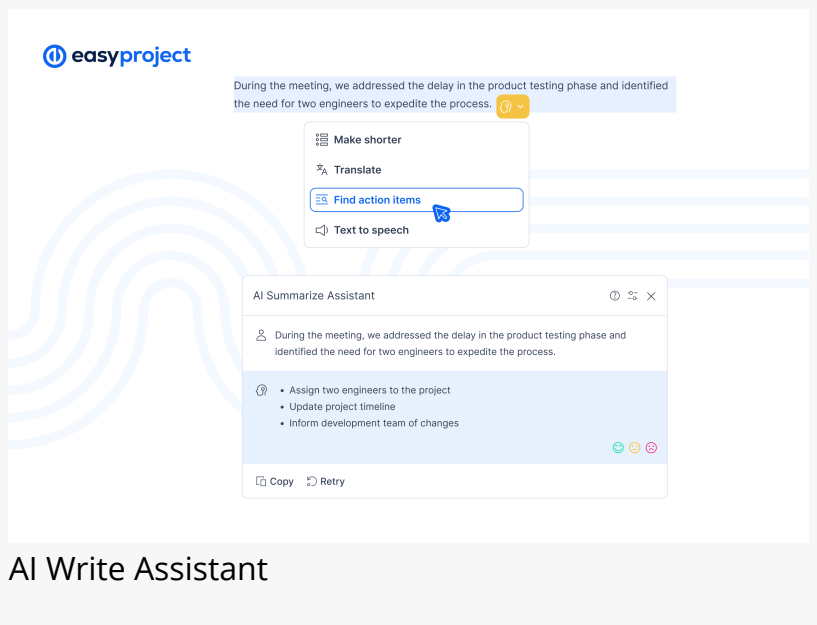 easyproject
During the meeting, we addressed the delay in the product testing phase and identified
the need for two engineers to expedite the process.
Make shorter
Translate
Find action items
Text to speech
AI Summarize Assistant
During the meeting, we addressed the delay in the product testing phase and
identified the need for two engineers to expedite the process.
• Assign two engineers to the project
• Update project timeline
• Inform development team of changes
Copy Retry
AI Write Assistant